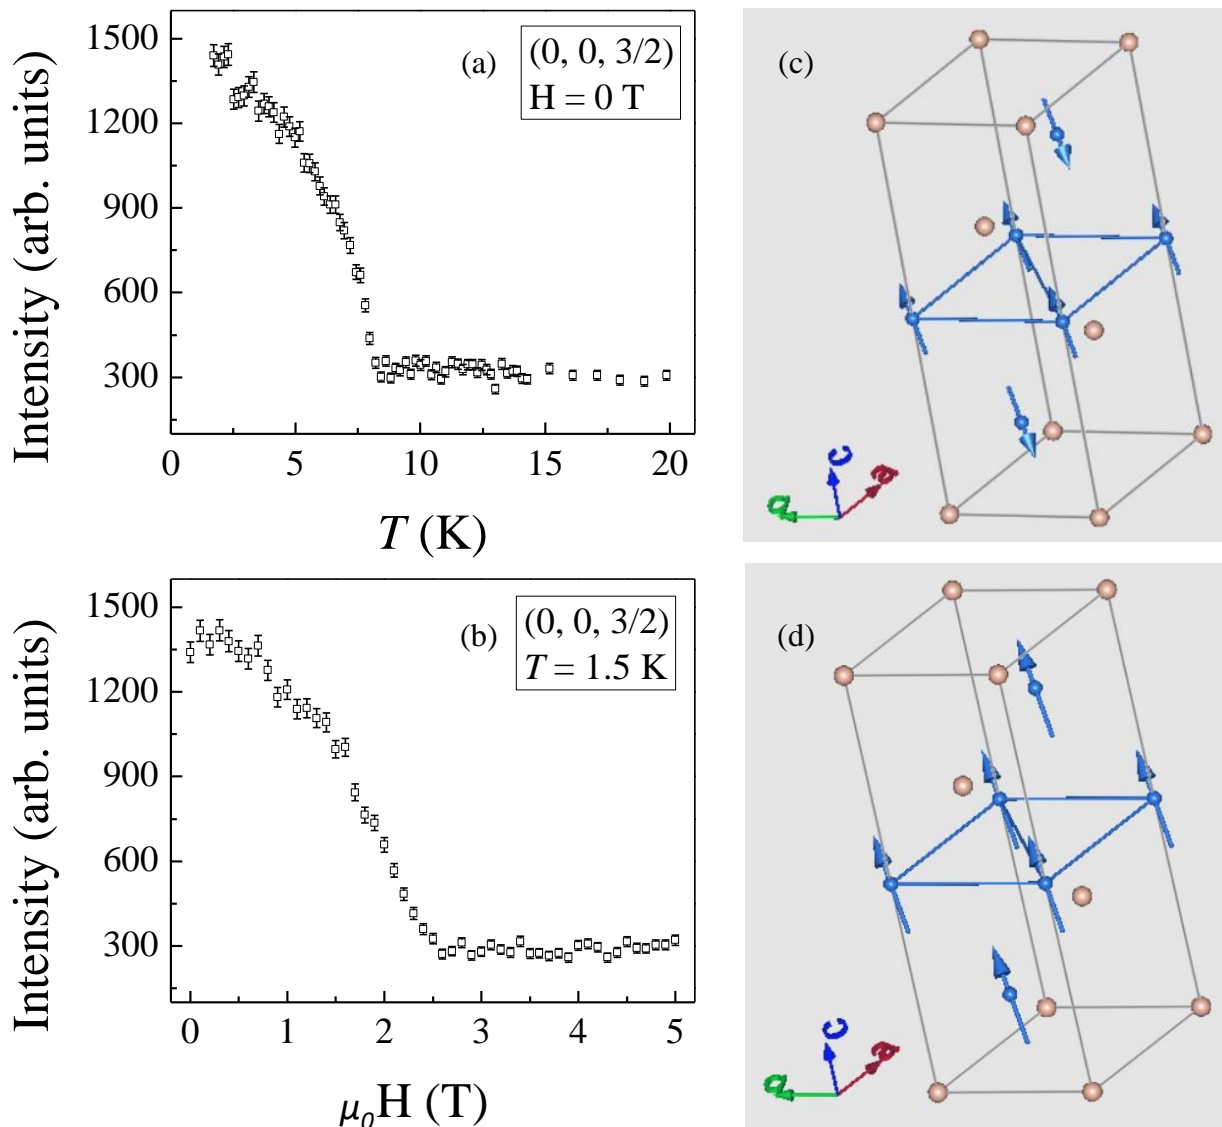 Intensity (arb. units)
1500
1200
900
600
300
(a)
(0, 0, 3/2)
H = 0 T
0
5
10
15
20
T (K)
(c)
c
a
b
Intensity (arb. units)
1500
1200
900
600
300
(b)
(0, 0, 3/2)
T = 1.5 K
0
1
2
3
4
5
μ₀H (T)
(d)
c
a
b